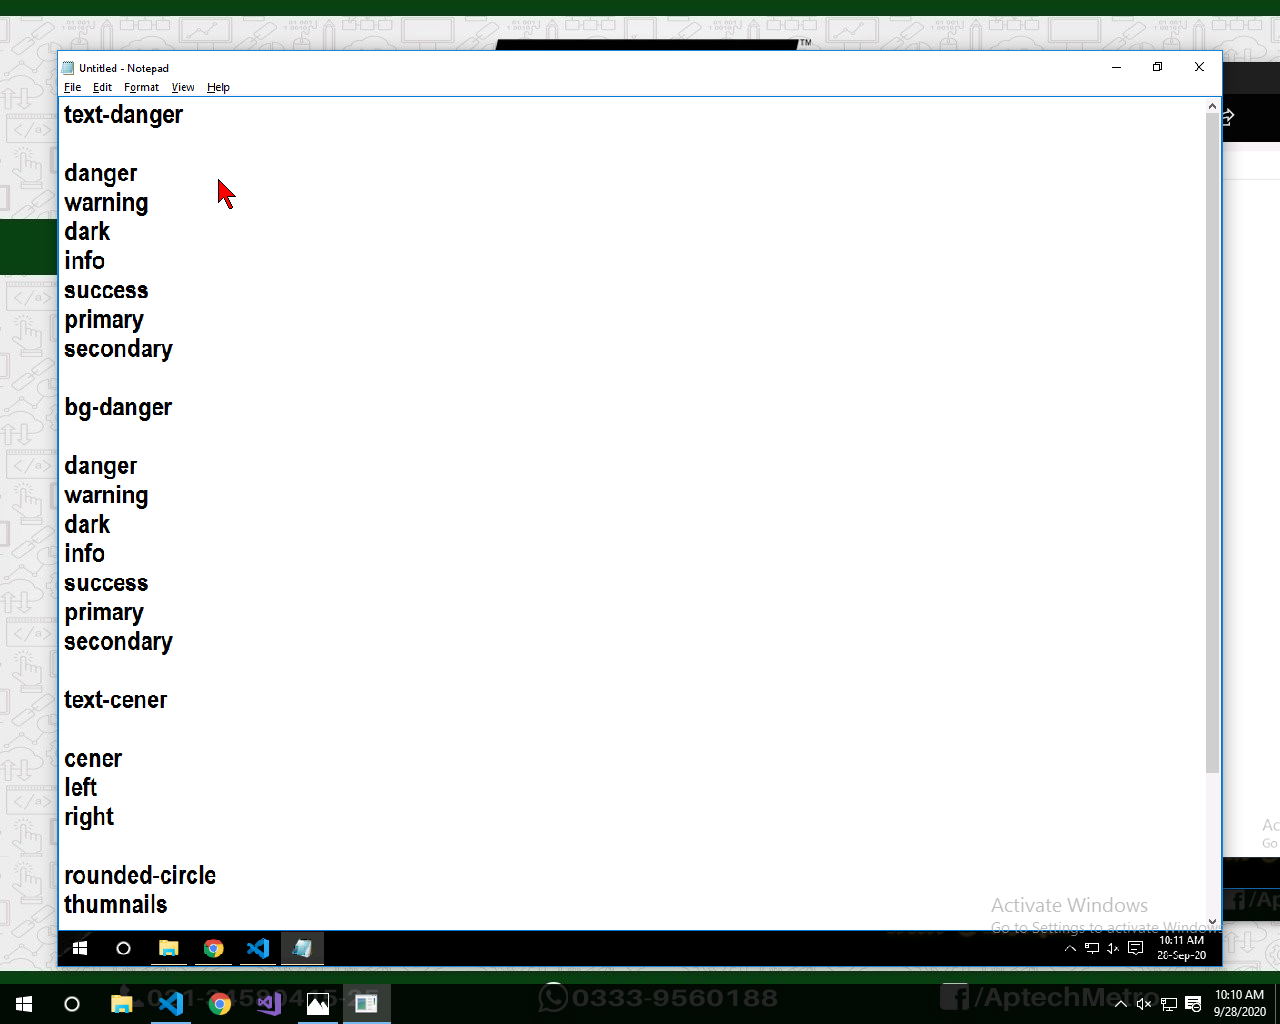 TM
Untitled - Notepad
File Edit Format View Help
text-danger
danger
warning
dark
info
success
primary
secondary
bg-danger
danger
warning
dark
info
success
primary
secondary
text-cener
cener
left
right
rounded-circle
thumnails
Activate Windows
Go to Settings to activate Windows
10:11 AM
28-Sep-20
0333-9560188
/AptechMetro
10:10 AM
9/28/2020